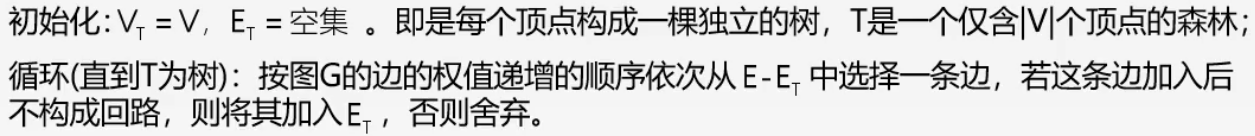 初始化：V_T = V，E_T = 空集 。即是每个顶点构成一棵独立的树，T是一个仅含|V|个顶点的森林；
循环(直到T为树)：按图G的边的权值递增的顺序依次从 E-E_T 中选择一条边，若这条边加入后
不构成回路，则将其加入E_T ，否则舍弃。